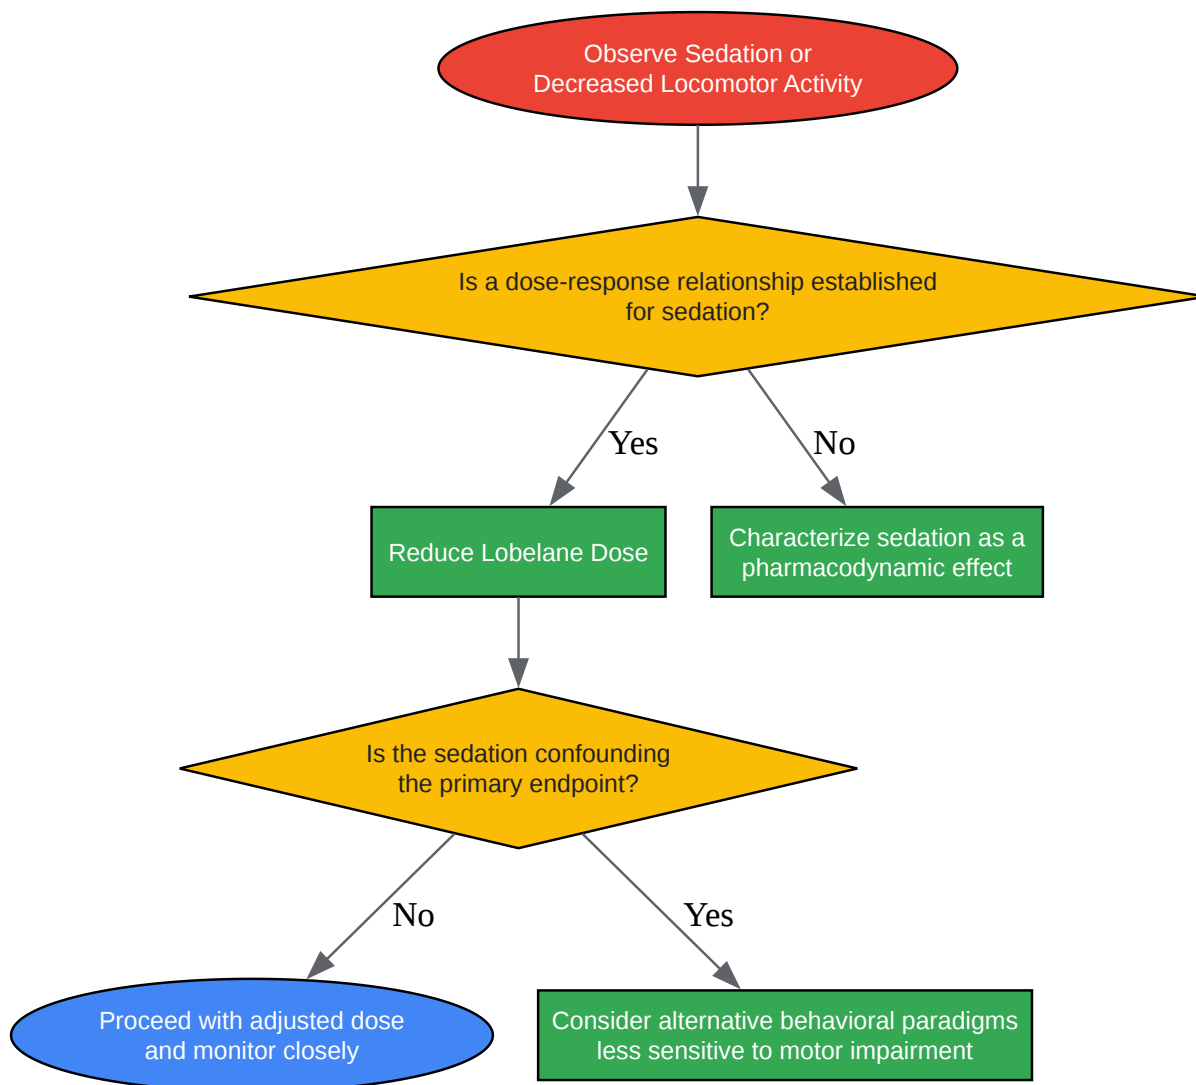 Observe Sedation or
Decreased Locomotor Activity
Is a dose-response relationship established
for sedation?
Yes
No
Reduce Lobelane Dose
Characterize sedation as a
pharmacodynamic effect
Is the sedation confounding
the primary endpoint?
No
Yes
Proceed with adjusted dose
and monitor closely
Consider alternative behavioral paradigms
less sensitive to motor impairment